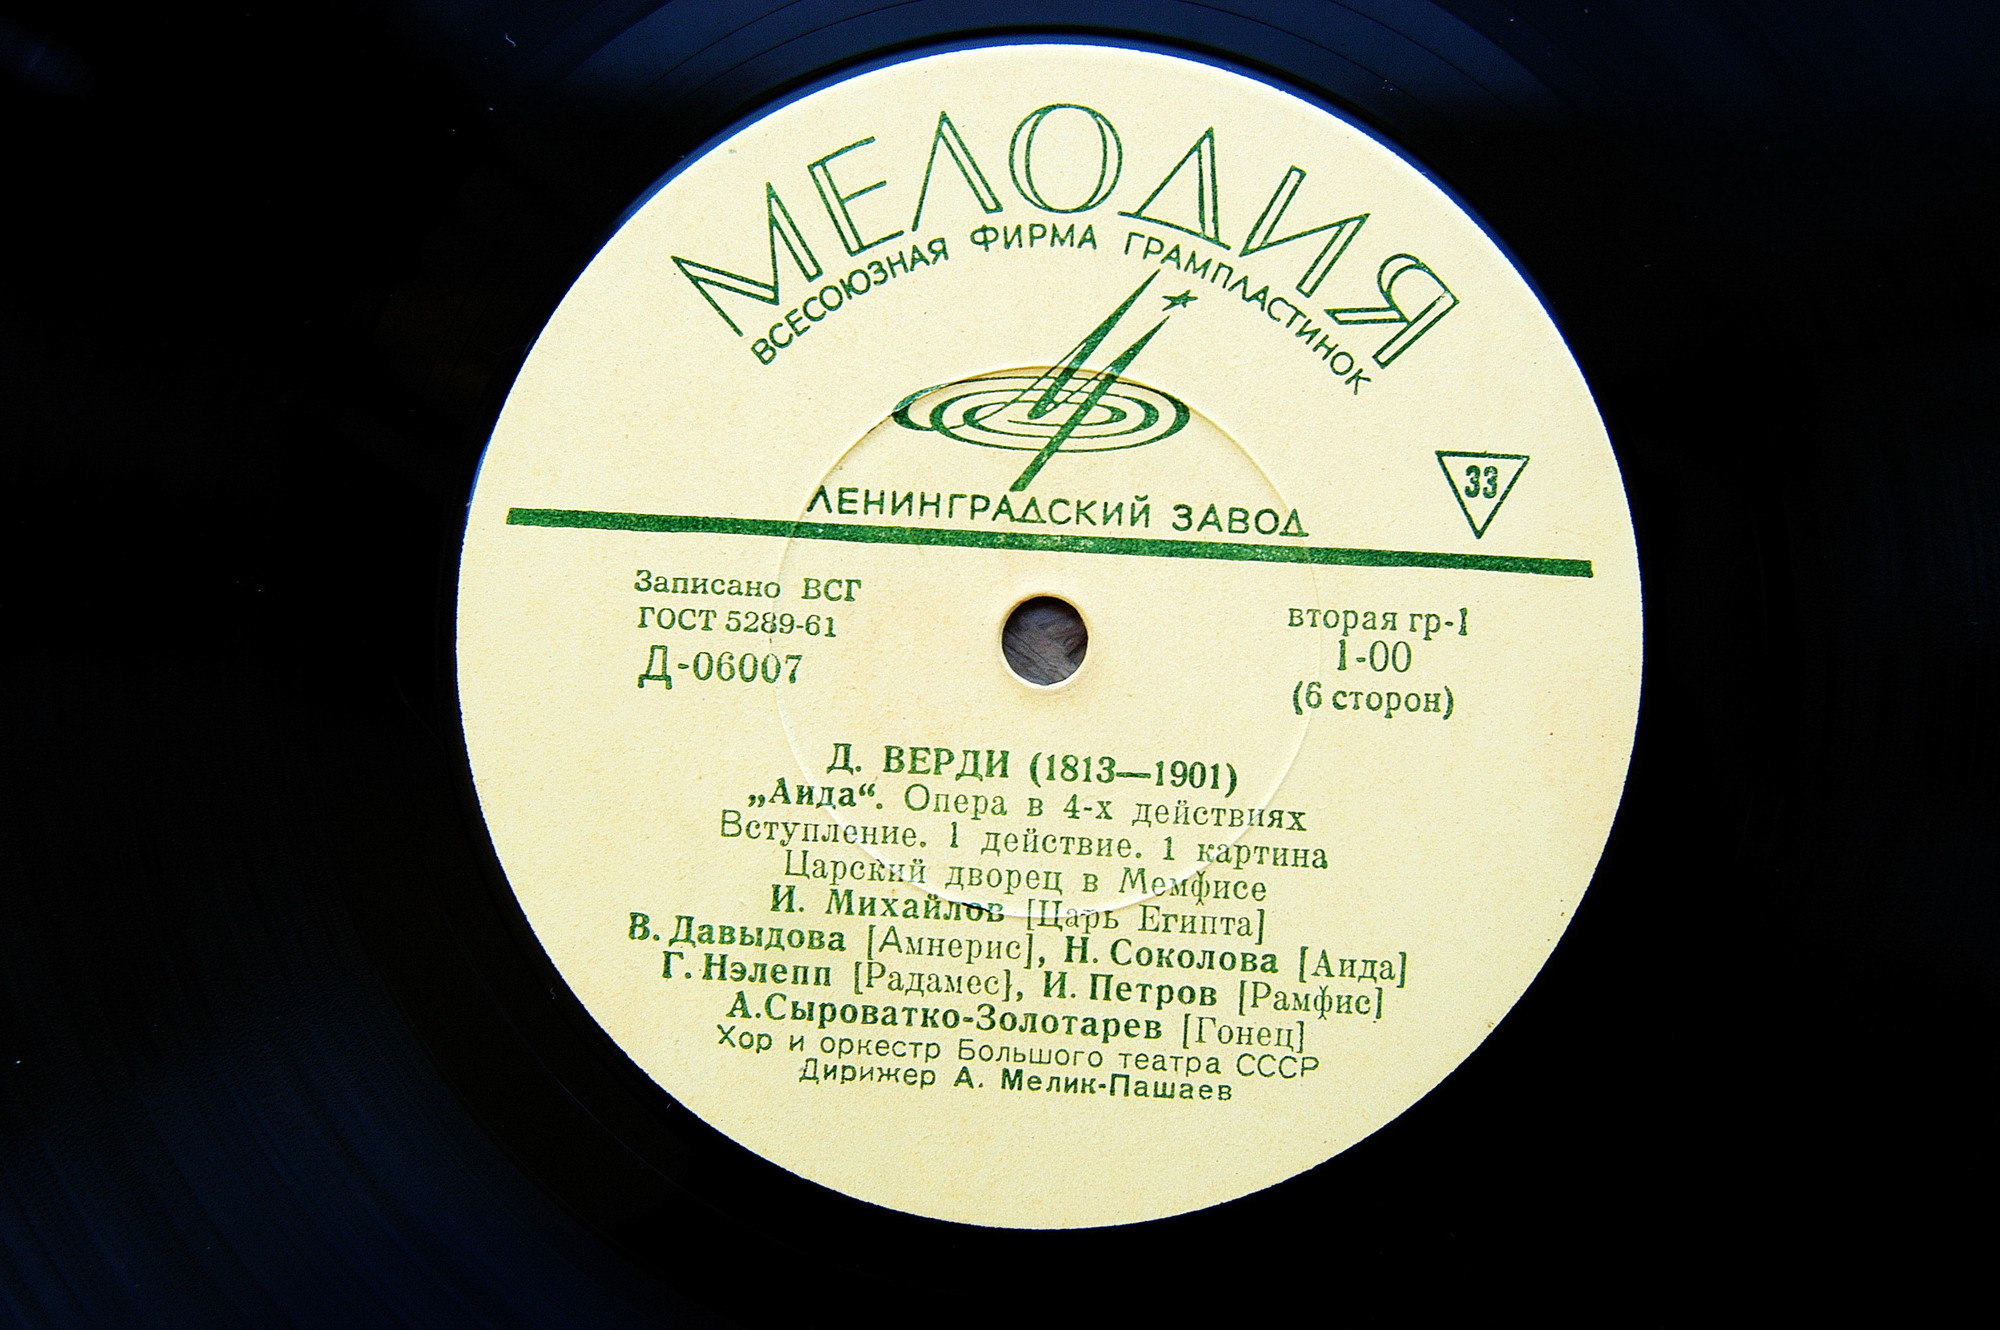 МЕЛОДИЯ
ВСЕСОЮЗНАЯ ФИРМА ГРАМПЛАСТИНОК
ЛЕНИНГРАДСКИЙ ЗАВОД
33
Записано ВСГ
ГОСТ 5289-61
Д-06007
вторая гр-1
1-00
(6 сторон)
Д. ВЕРДИ (1813—1901)
„Аида“. Опера в 4-х действиях
Вступление. 1 действие. 1 картина
Царский дворец в Мемфисе
И. Михайлов [Царь Египта]
В. Давыдова [Амнерис], Н. Соколова [Аида]
Г. Нэлепп [Радамес], И. Петров [Рамфис]
А.Сыроватко-Золотарев [Гонец]
Хор и оркестр Большого театра СССР
Дирижер А. Мелик-Пашаев